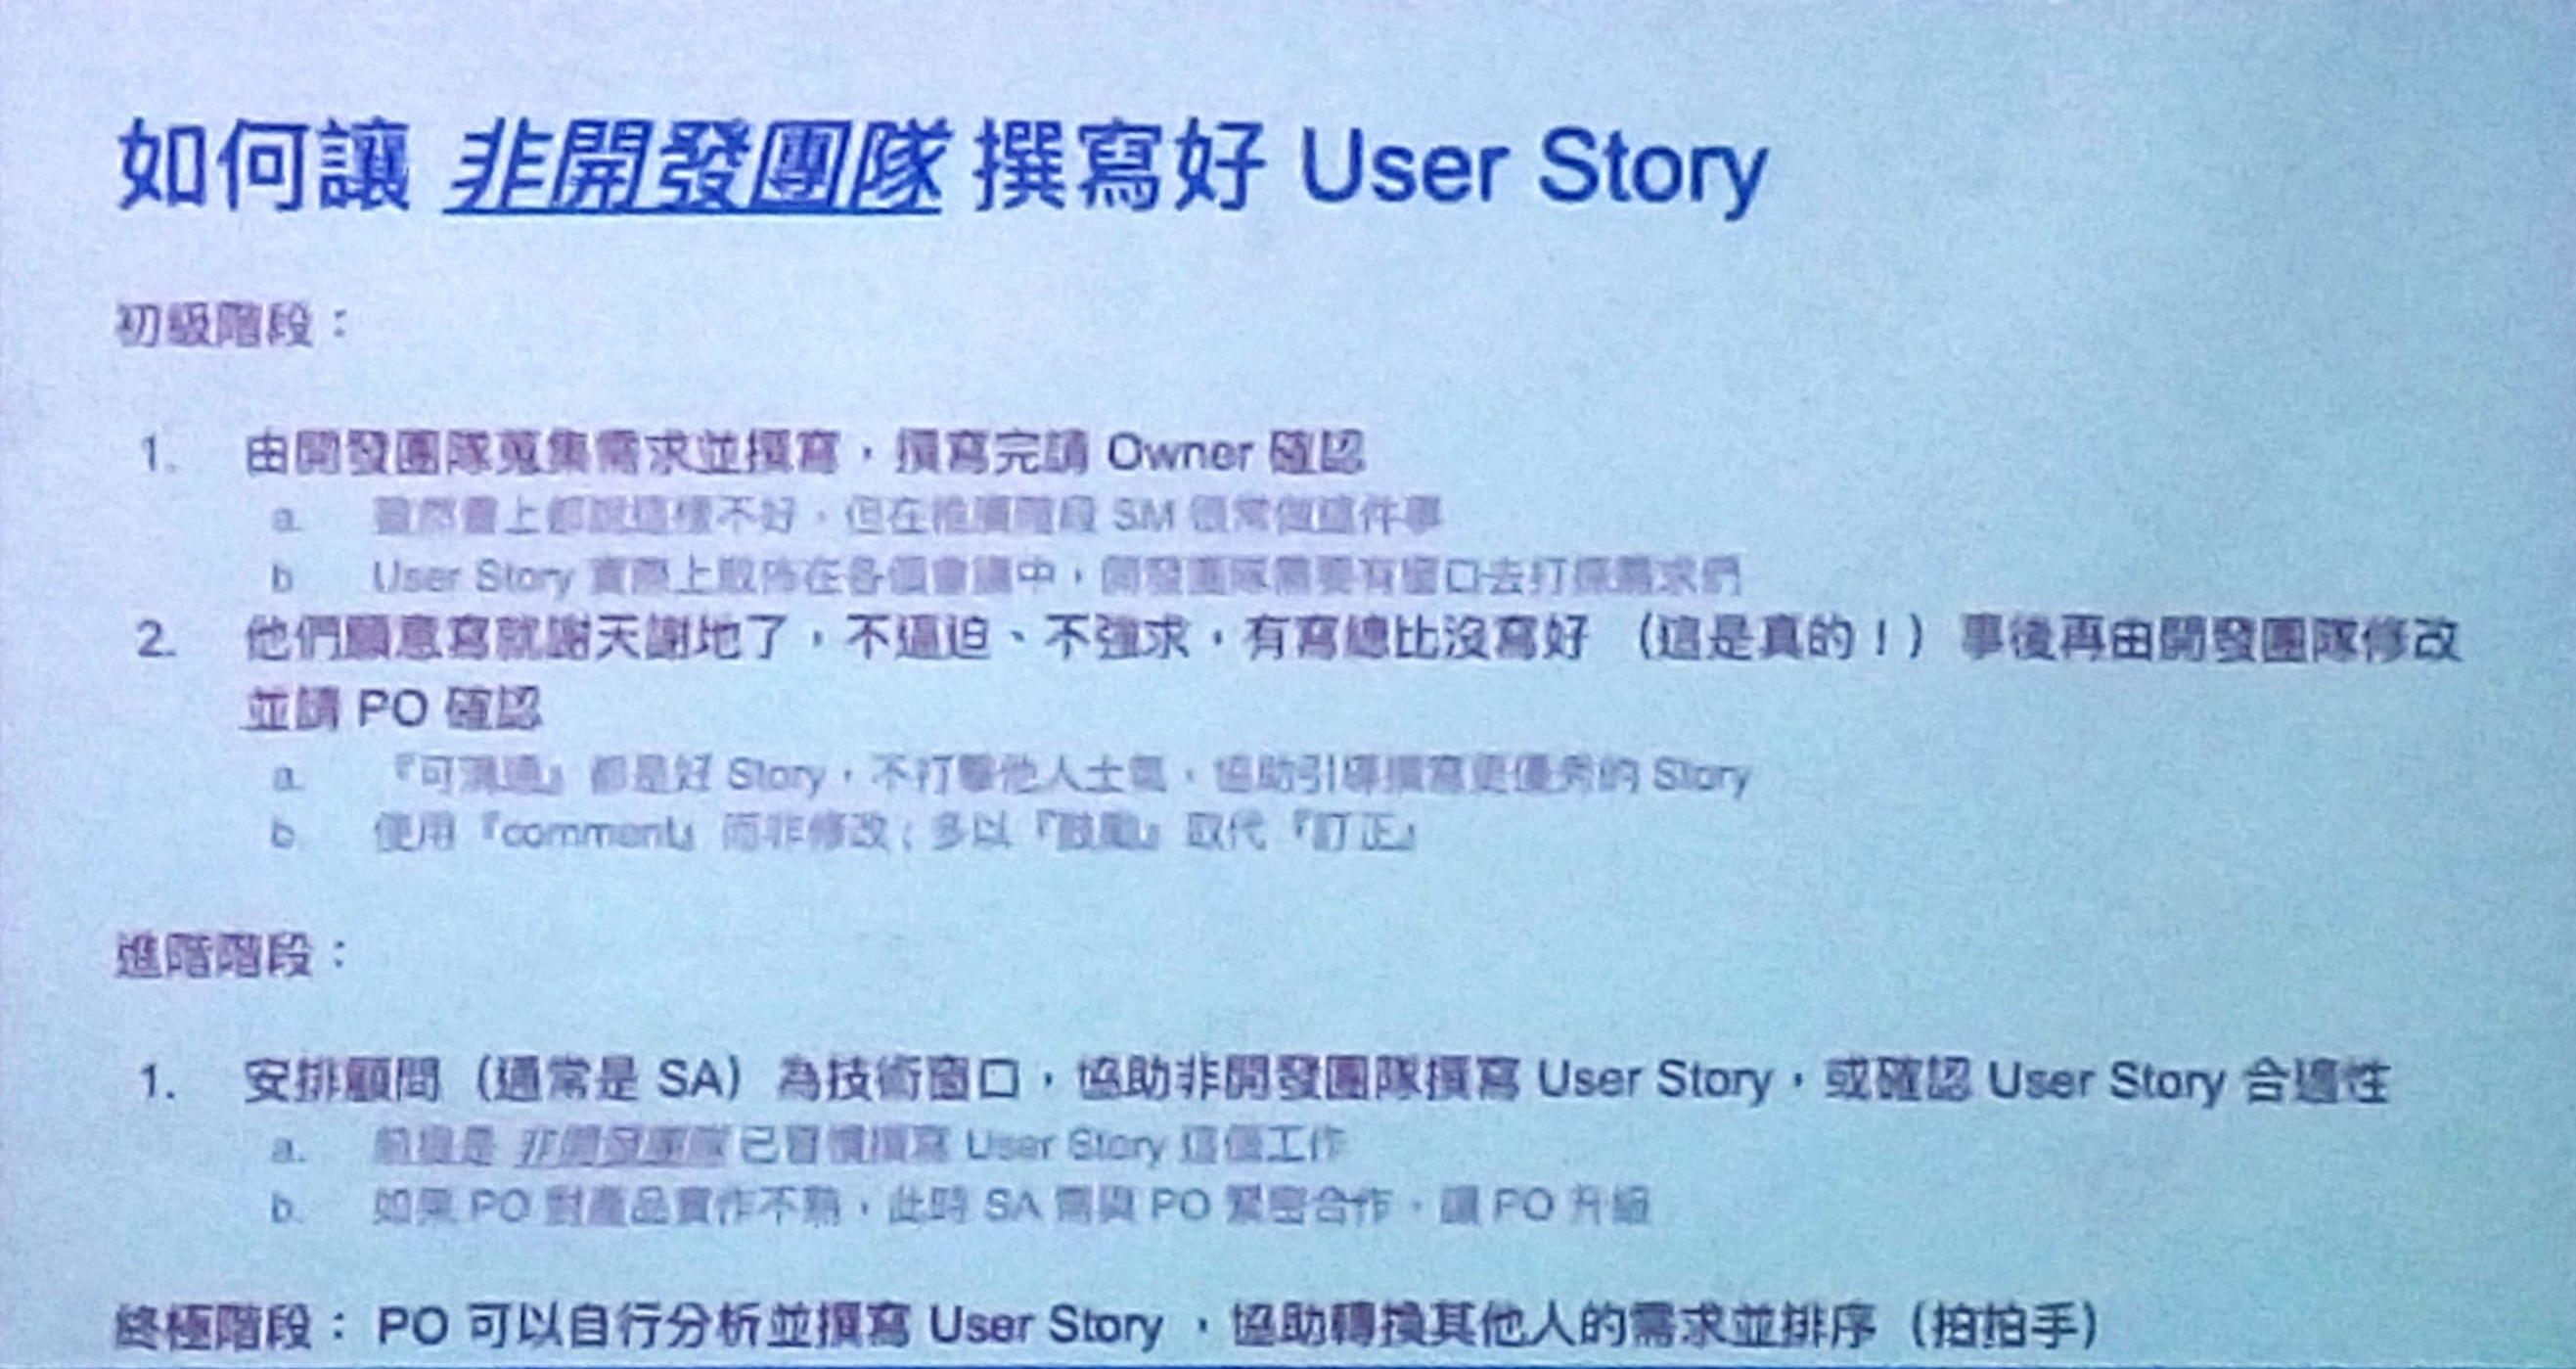 如何讓 非開發團隊 撰寫好 User Story
初級階段：
1. 由開發團隊蒐集需求並撰寫，撰寫完請 Owner 確認
a. 雖然書上都說這樣不好，但在推廣階段 SM 很常做這件事
b. User Story 實際上散佈在各個會議中，開發團隊需要有窗口去打撈需求們
2. 他們願意寫就謝天謝地了，不逼迫、不強求，有寫總比沒寫好 （這是真的！）事後再由開發團隊修改
並請 PO 確認
a. 『可溝通』都是好 Story，不打擊他人士氣，協助引導撰寫更優秀的 Story
b. 使用『comment』而非修改；多以『鼓勵』取代『訂正』
進階階段：
1. 安排顧問（通常是 SA）為技術窗口，協助非開發團隊撰寫 User Story，或確認 User Story 合適性
a. 前提是 非開發團隊 已習慣撰寫 User Story 這個工作
b. 如果 PO 對產品實作不熟，此時 SA 需與 PO 緊密合作，讓 PO 升級
終極階段： PO 可以自行分析並撰寫 User Story ，協助轉換其他人的需求並排序（拍拍手）